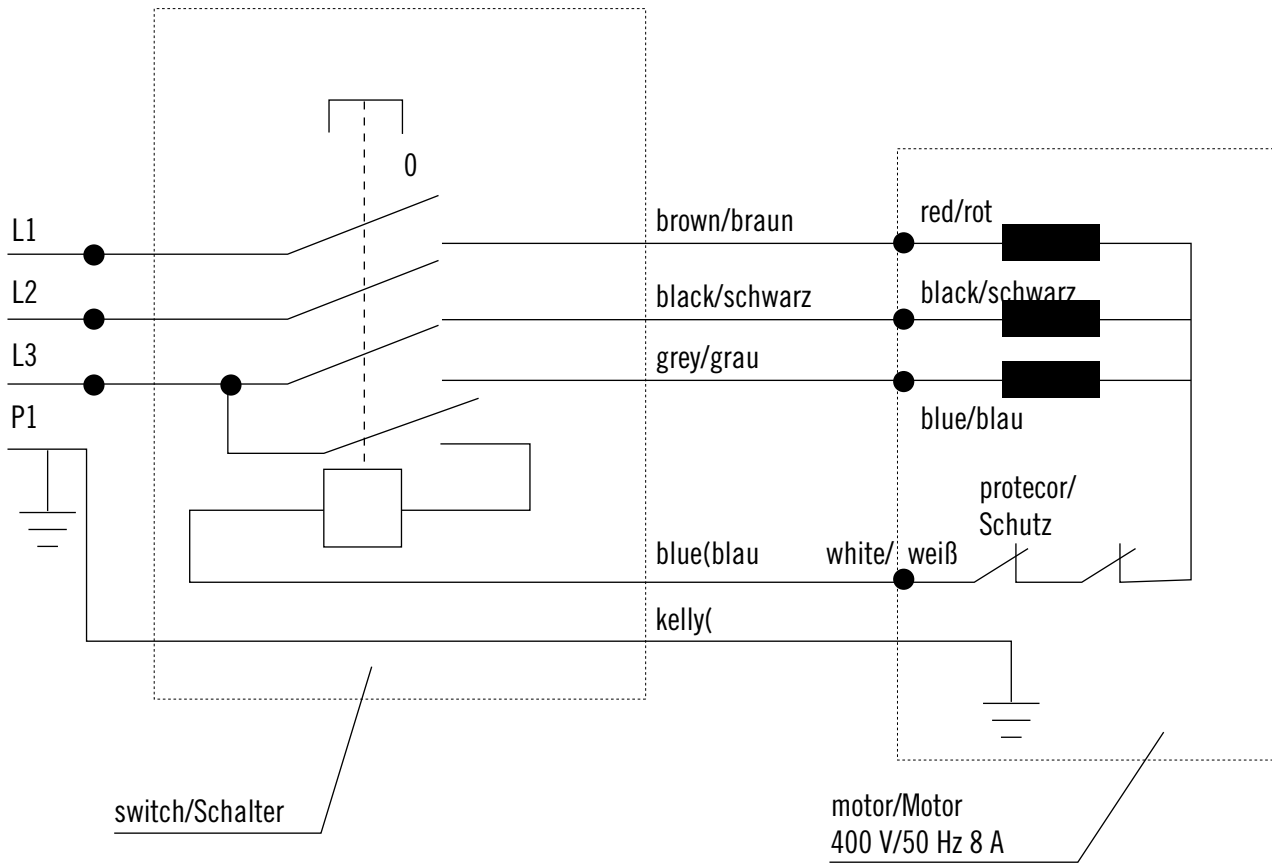 0
L1
brown/braun
red/rot
L2
black/schwarz
black/schwarz
L3
grey/grau
P1
blue/blau
protecor/
Schutz
blue(blau
white/ weiß
kelly(
switch/Schalter
motor/Motor
400 V/50 Hz 8 A